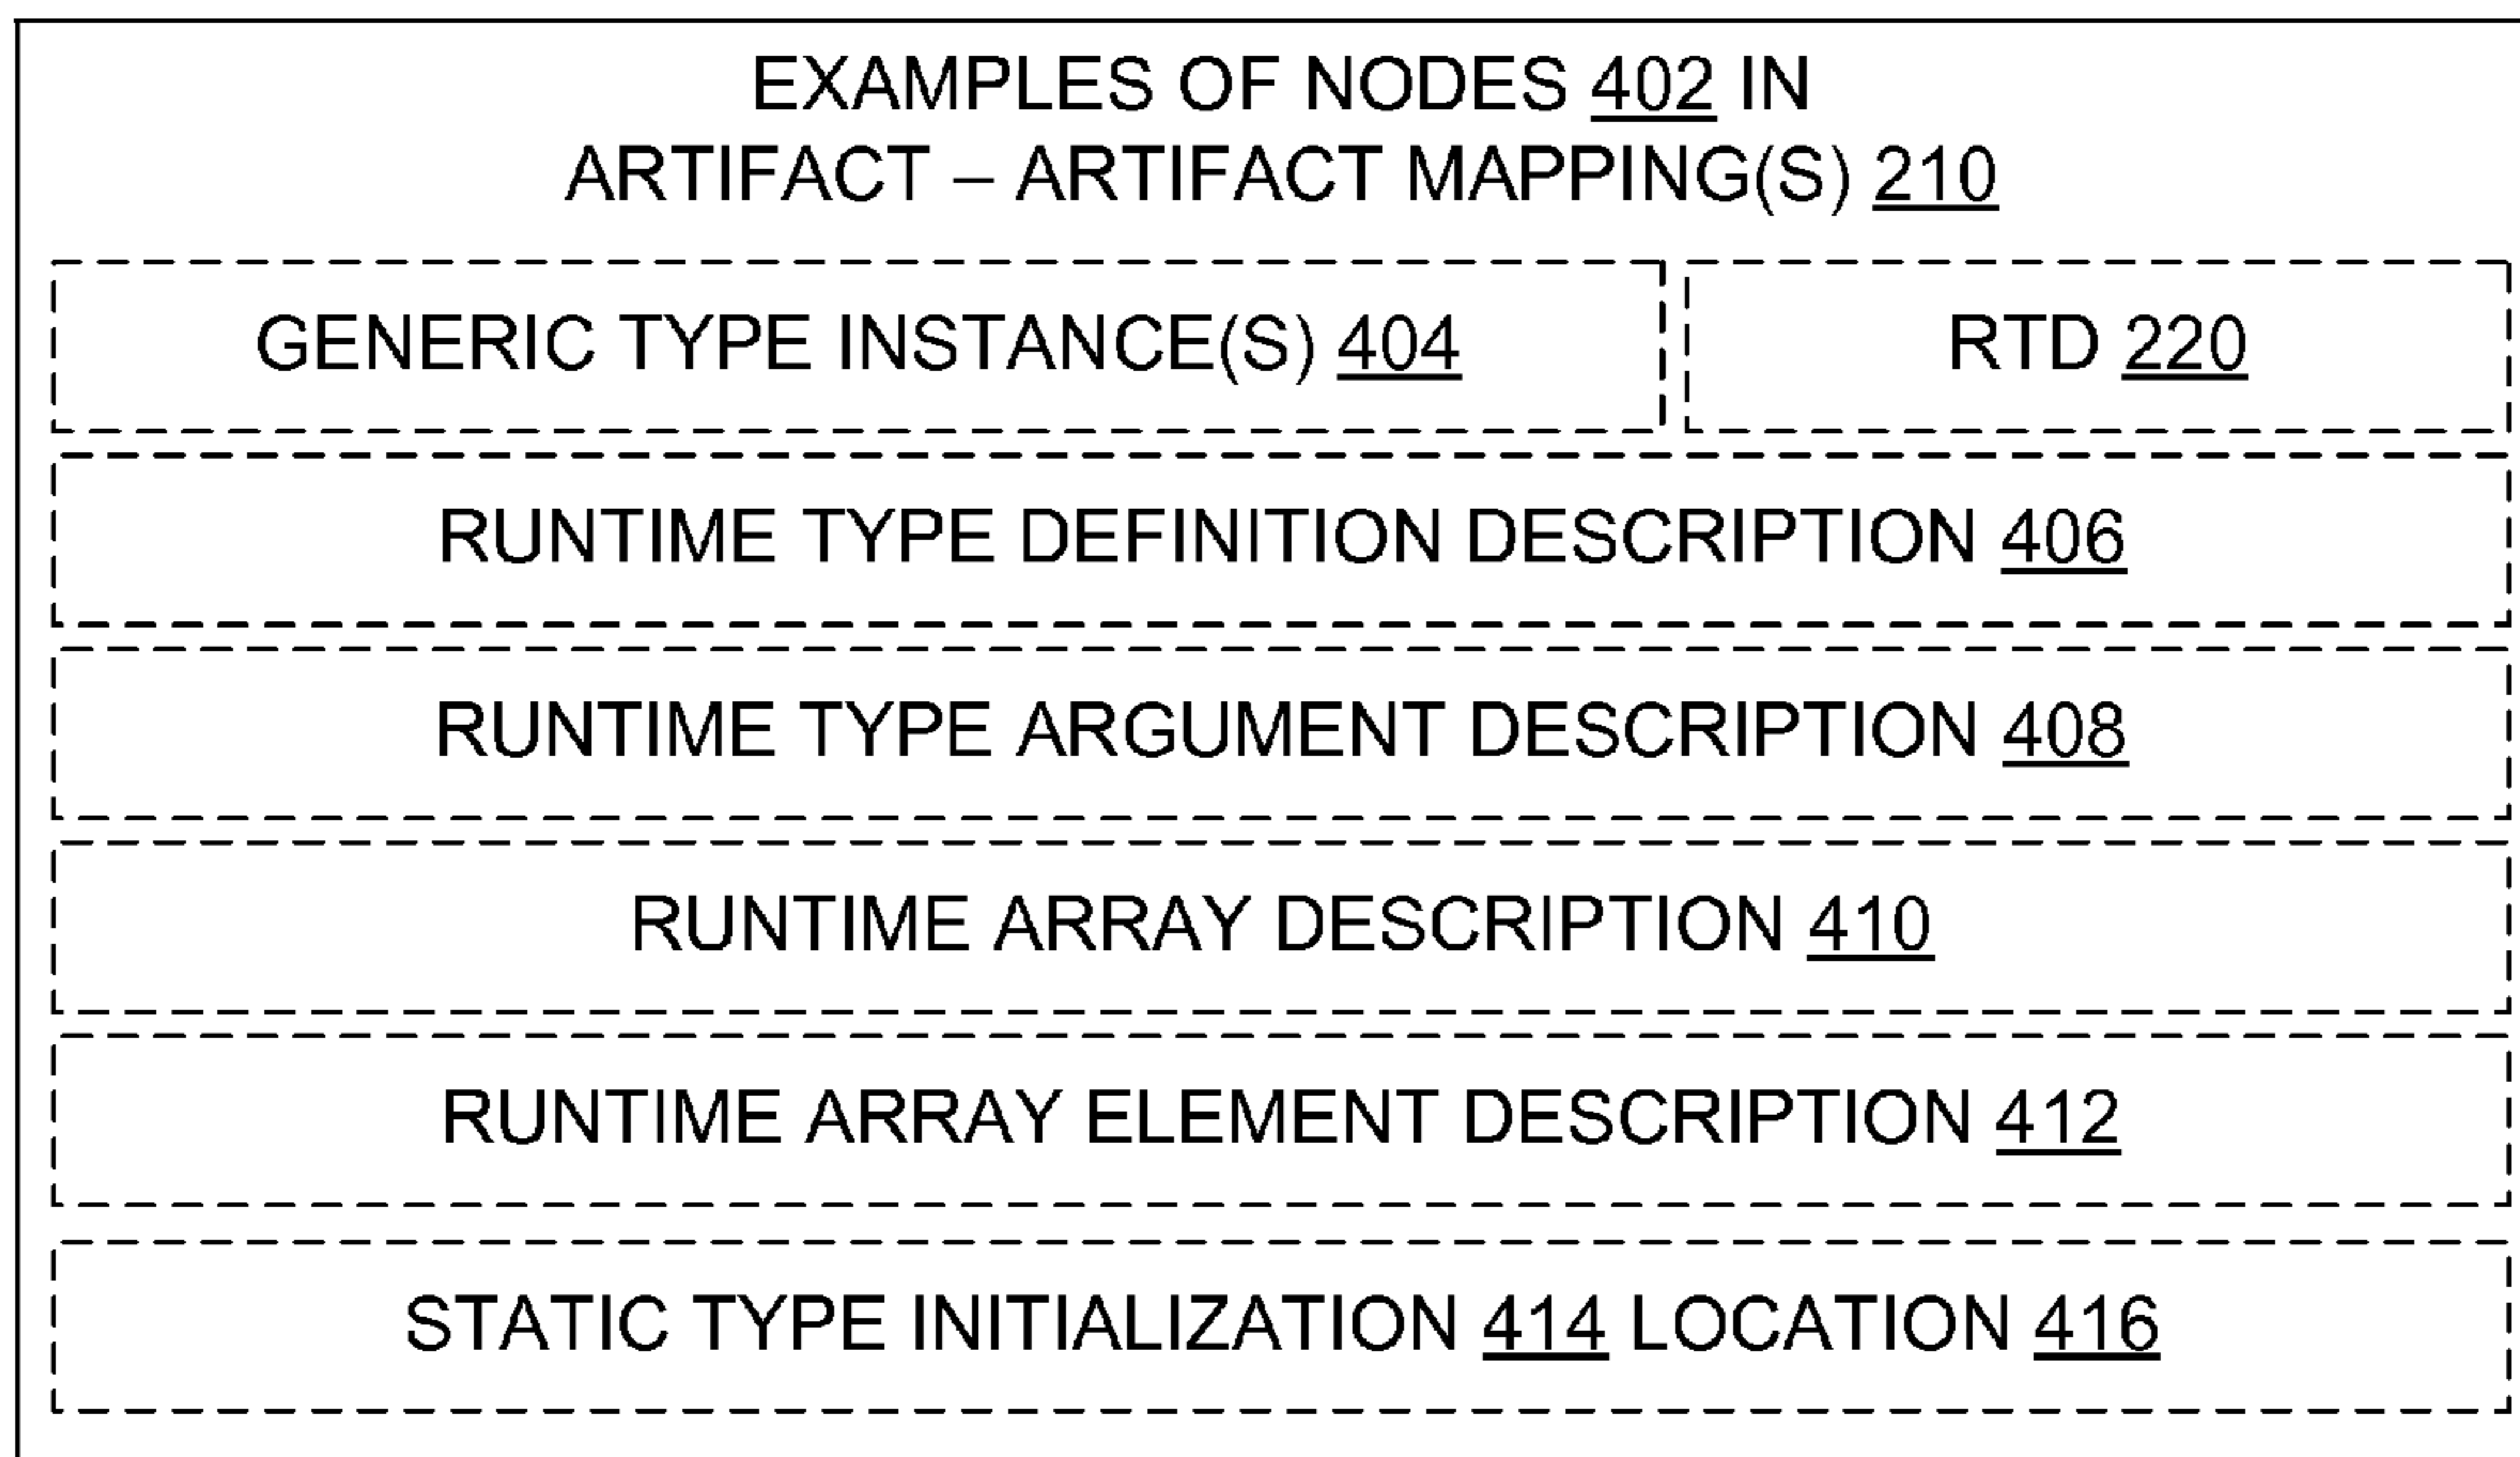 EXAMPLES OF NODES 402 IN
ARTIFACT – ARTIFACT MAPPING(S) 210
GENERIC TYPE INSTANCE(S) 404
RTD 220
RUNTIME TYPE DEFINITION DESCRIPTION 406
RUNTIME TYPE ARGUMENT DESCRIPTION 408
RUNTIME ARRAY DESCRIPTION 410
RUNTIME ARRAY ELEMENT DESCRIPTION 412
STATIC TYPE INITIALIZATION 414 LOCATION 416